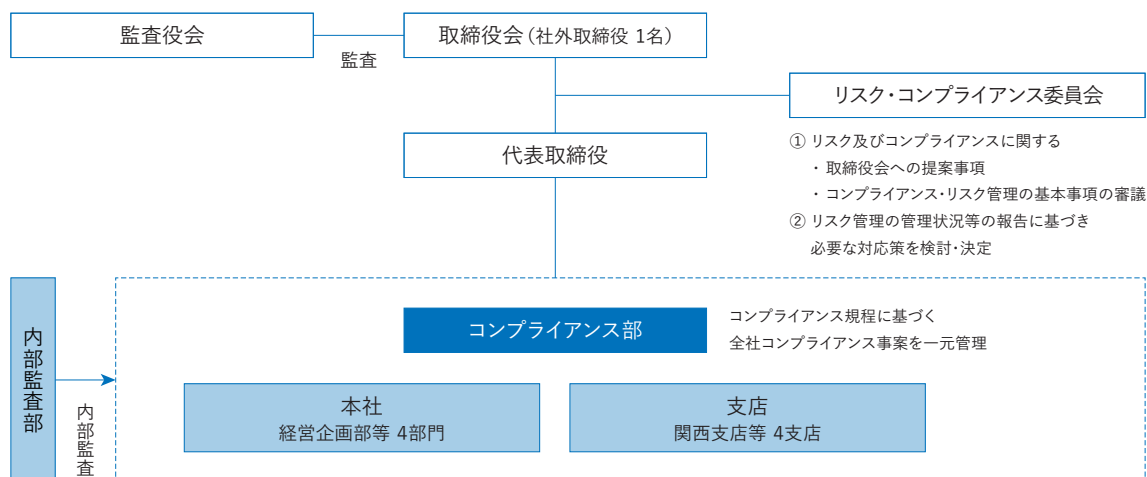 監査役会
監査
取締役会（社外取締役 1名）
リスク・コンプライアンス委員会
① リスク及びコンプライアンスに関する
・ 取締役会への提案事項
・ コンプライアンス・リスク管理の基本事項の審議
② リスク管理の管理状況等の報告に基づき
必要な対応策を検討・決定
代表取締役
内部監査部
内部監査
コンプライアンス部
コンプライアンス規程に基づく
全社コンプライアンス事案を一元管理
本社
経営企画部等 4部門
支店
関西支店等 4支店